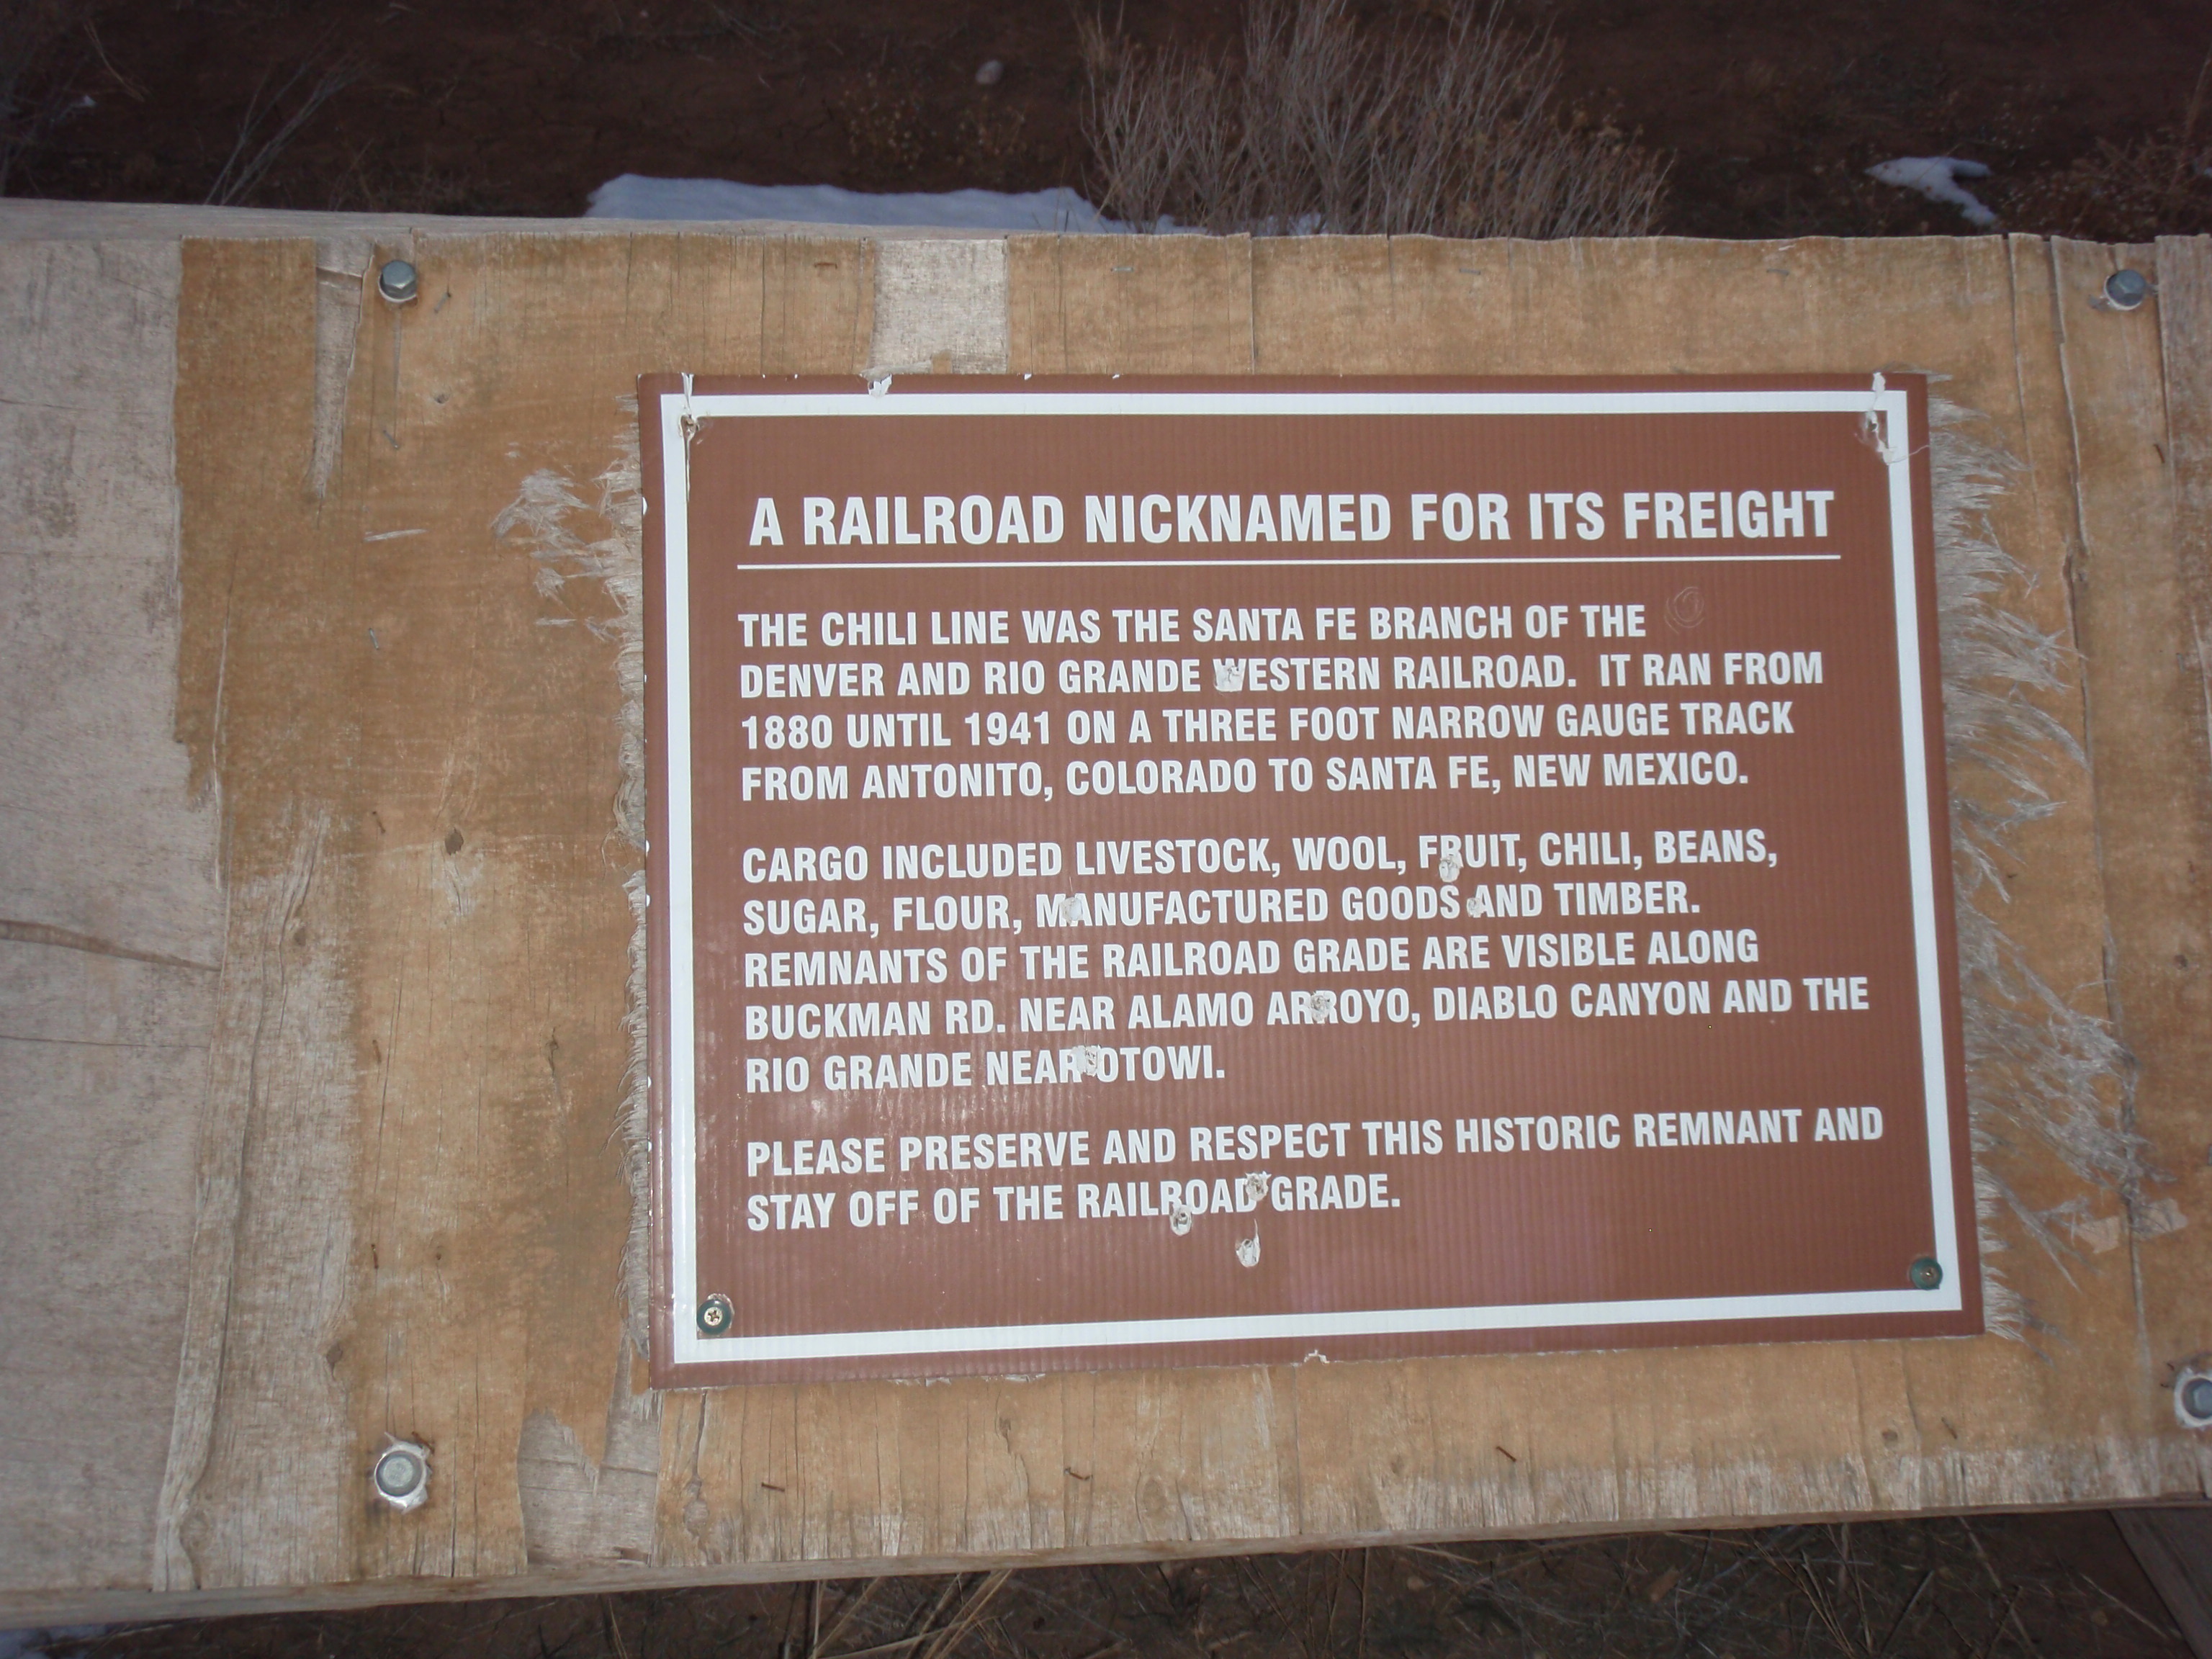 A RAILROAD NICKNAMED FOR ITS FREIGHT
THE CHILI LINE WAS THE SANTA FE BRANCH OF THE
DENVER AND RIO GRANDE WESTERN RAILROAD. IT RAN FROM
1880 UNTIL 1941 ON A THREE FOOT NARROW GAUGE TRACK
FROM ANTONITO, COLORADO TO SANTA FE, NEW MEXICO.
CARGO INCLUDED LIVESTOCK, WOOL, FRUIT, CHILI, BEANS,
SUGAR, FLOUR, MANUFACTURED GOODS AND TIMBER.
REMNANTS OF THE RAILROAD GRADE ARE VISIBLE ALONG
BUCKMAN RD. NEAR ALAMO ARROYO, DIABLO CANYON AND THE
RIO GRANDE NEAR OTOWI.
PLEASE PRESERVE AND RESPECT THIS HISTORIC REMNANT AND
STAY OFF OF THE RAILROAD GRADE.